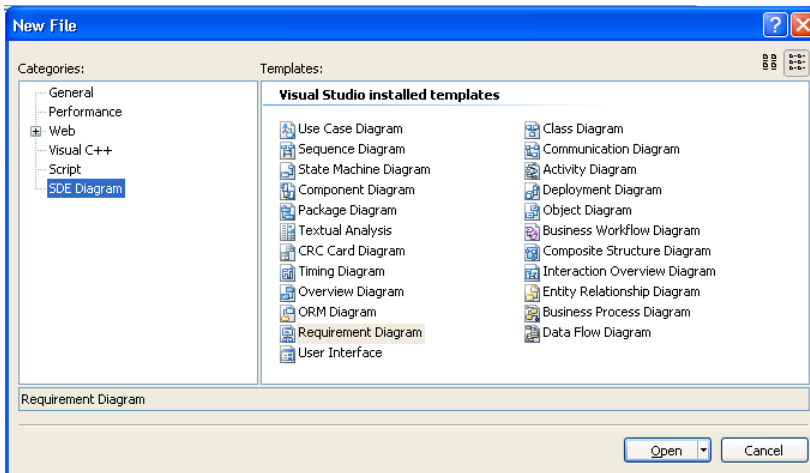 New File
Categories:
General
Performance
Web
Visual C++
Script
SDE Diagram
Templates:
Visual Studio installed templates
Use Case Diagram
Sequence Diagram
State Machine Diagram
Component Diagram
Package Diagram
Textual Analysis
CRC Card Diagram
Timing Diagram
Overview Diagram
ORM Diagram
Requirement Diagram
User Interface
Class Diagram
Communication Diagram
Activity Diagram
Deployment Diagram
Object Diagram
Business Workflow Diagram
Composite Structure Diagram
Interaction Overview Diagram
Entity Relationship Diagram
Business Process Diagram
Data Flow Diagram
Requirement Diagram
Open
Cancel